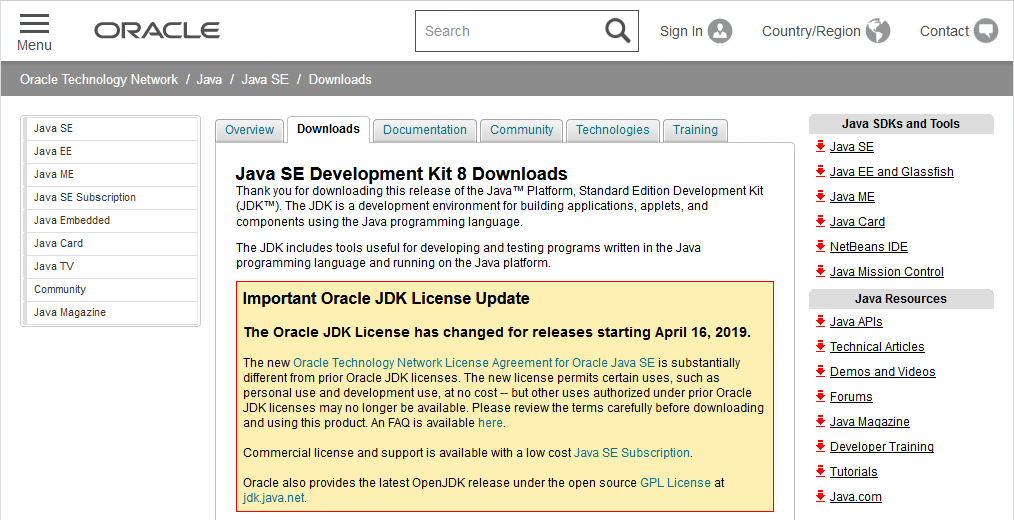 Menu
ORACLE
Search
Sign In
Country/Region
Contact
Oracle Technology Network / Java / Java SE / Downloads
Java SE
Java EE
Java ME
Java SE Subscription
Java Embedded
Java Card
Java TV
Community
Java Magazine
Overview
Downloads
Documentation
Community
Technologies
Training
Java SE Development Kit 8 Downloads
Thank you for downloading this release of the Java™ Platform, Standard Edition Development Kit
(JDK™). The JDK is a development environment for building applications, applets, and
components using the Java programming language.
The JDK includes tools useful for developing and testing programs written in the Java
programming language and running on the Java platform.
Important Oracle JDK License Update
The Oracle JDK License has changed for releases starting April 16, 2019.
The new Oracle Technology Network License Agreement for Oracle Java SE is substantially
different from prior Oracle JDK licenses. The new license permits certain uses, such as
personal use and development use, at no cost -- but other uses authorized under prior Oracle
JDK licenses may no longer be available. Please review the terms carefully before downloading
and using this product. An FAQ is available here.
Commercial license and support is available with a low cost Java SE Subscription.
Oracle also provides the latest OpenJDK release under the open source GPL License at
jdk.java.net.
Java SDKs and Tools
Java SE
Java EE and Glassfish
Java ME
Java Card
NetBeans IDE
Java Mission Control
Java Resources
Java APIs
Technical Articles
Demos and Videos
Forums
Java Magazine
Developer Training
Tutorials
Java.com